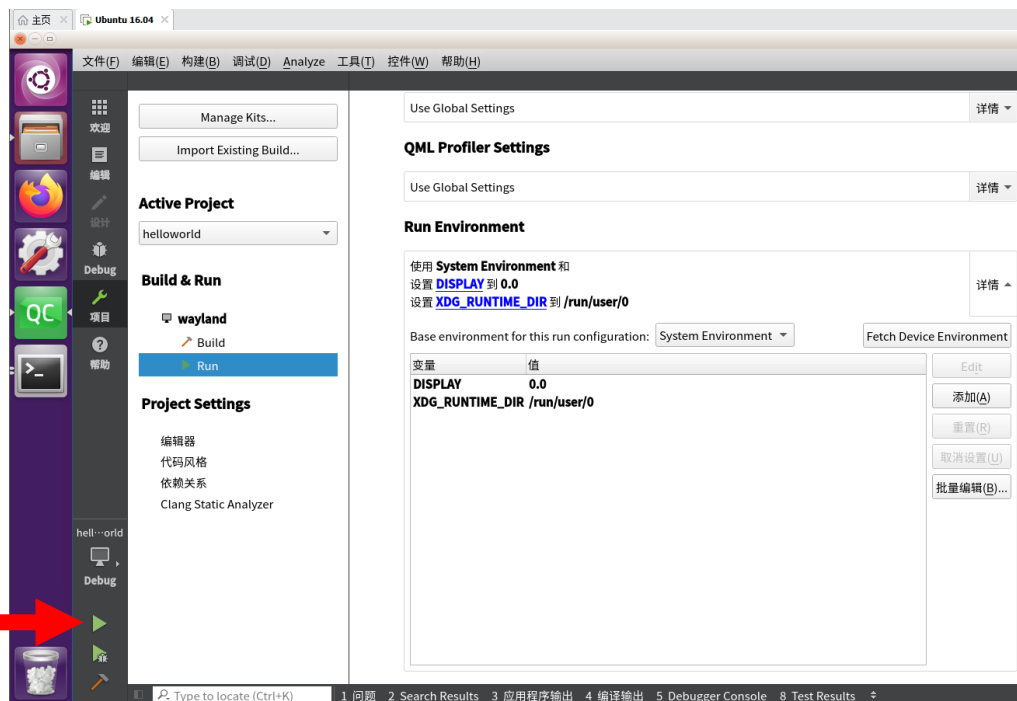 主页
Ubuntu 16.04
文件(F) 编辑(E) 构建(B) 调试(D) Analyze 工具(T) 控件(W) 帮助(H)
欢迎
编辑
设计
Debug
项目
帮助
QC
hell···orld
Debug
Manage Kits...
Import Existing Build...
Active Project
helloworld
Build & Run
wayland
Build
Run
Project Settings
编辑器
代码风格
依赖关系
Clang Static Analyzer
Use Global Settings 详情
QML Profiler Settings
Use Global Settings 详情
Run Environment
使用 System Environment 和
设置 DISPLAY 到 0.0
设置 XDG_RUNTIME_DIR 到 /run/user/0
详情
Base environment for this run configuration: System Environment Fetch Device Environment
变量 值
DISPLAY 0.0
XDG_RUNTIME_DIR /run/user/0
Edit
添加(A)
重置(R)
取消设置(U)
批量编辑(B)...
Type to locate (Ctrl+K) 1 问题 2 Search Results 3 应用程序输出 4 编译输出 5 Debugger Console 8 Test Results